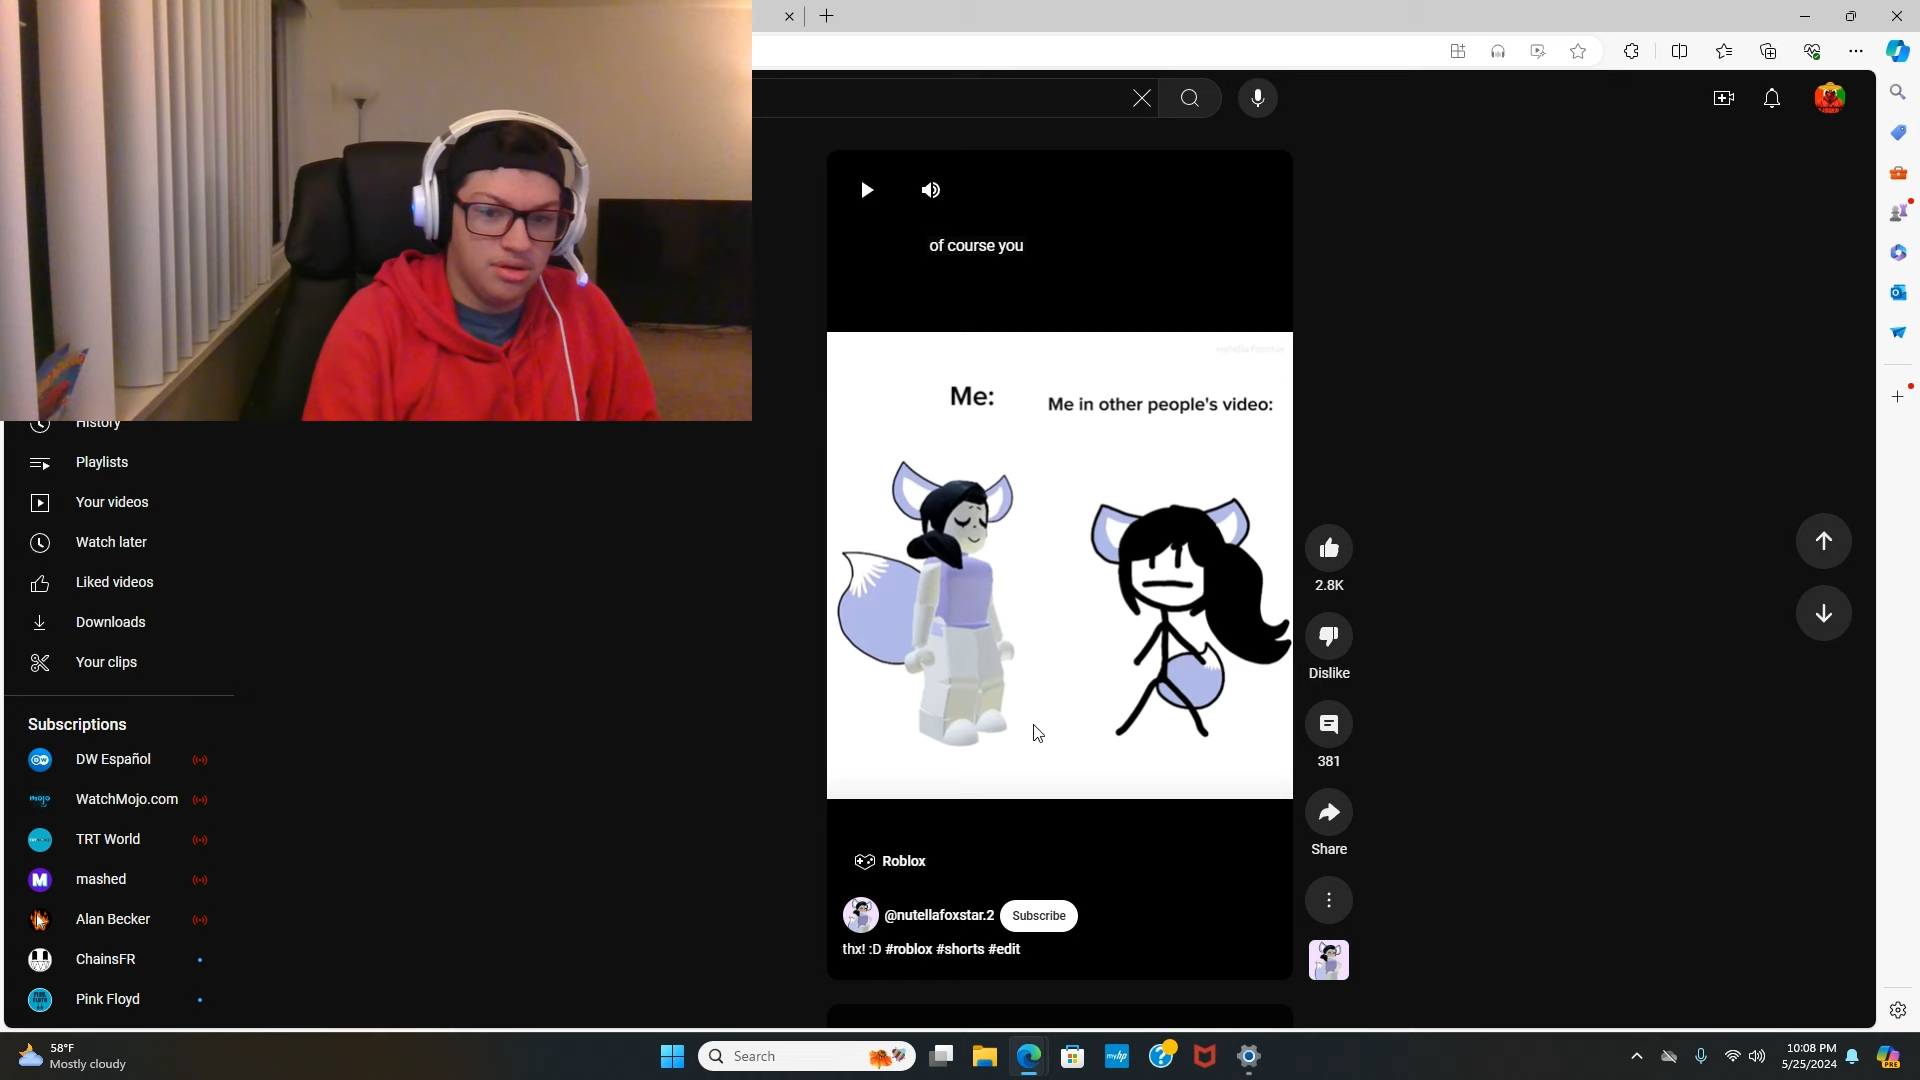 of course you
Me:
Me in other people's video:
History
Playlists
Your videos
Watch later
Liked videos
Downloads
Your clips
Subscriptions
DW Español
WatchMojo.com
TRT World
mashed
Alan Becker
ChainsFR
Pink Floyd
2.8K
Dislike
381
Share
Roblox
@nutellafoxstar.2 Subscribe
thx! :D #roblox #shorts #edit
58°F
Mostly cloudy
Search
10:08 PM
5/25/2024